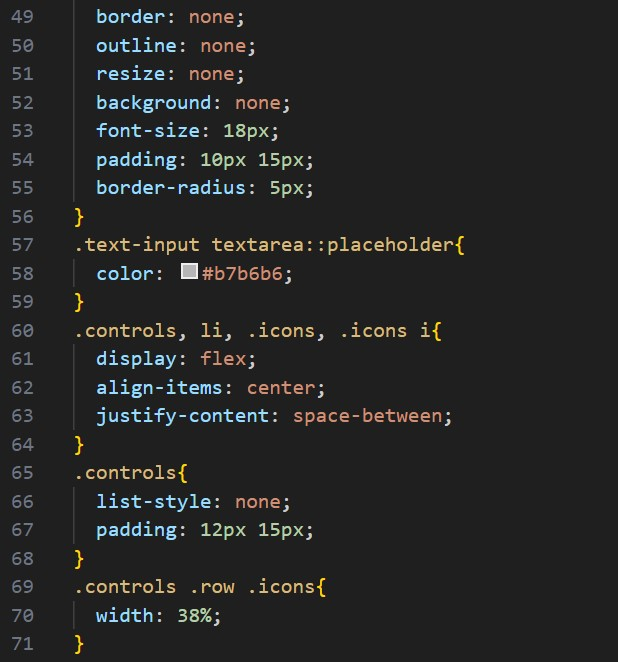 49 border: none;
50 outline: none;
51 resize: none;
52 background: none;
53 font-size: 18px;
54 padding: 10px 15px;
55 border-radius: 5px;
56 }
57 .text-input textarea::placeholder{
58 color: #b7b6b6;
59 }
60 .controls, li, .icons, .icons i{
61 display: flex;
62 align-items: center;
63 justify-content: space-between;
64 }
65 .controls{
66 list-style: none;
67 padding: 12px 15px;
68 }
69 .controls .row .icons{
70 width: 38%;
71 }